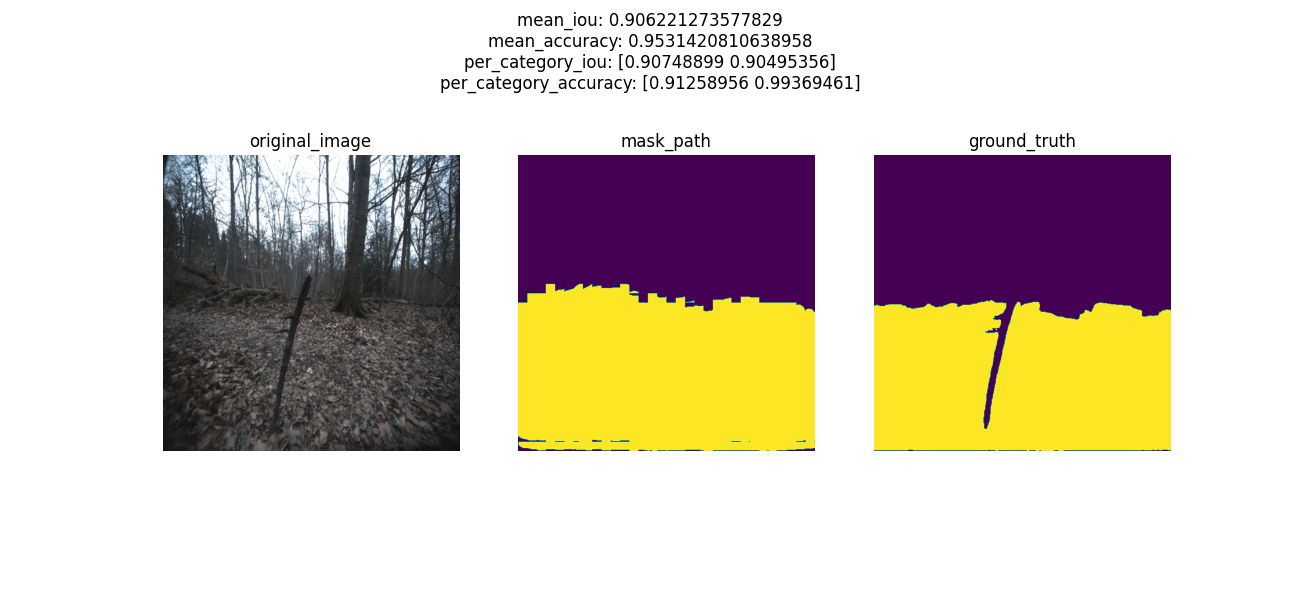 mean_iou: 0.906221273577829
mean_accuracy: 0.9531420810638958
per_category_iou: [0.90748899 0.90495356]
per_category_accuracy: [0.91258956 0.99369461]
original_image
mask_path
ground_truth